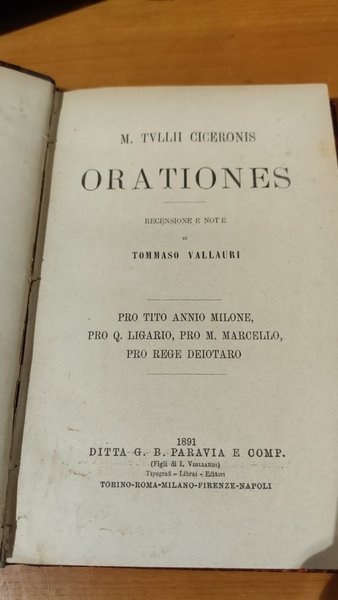 M. TVLLII CICERONIS
ORATIONES
RECENSIONE E NOTE
DI
TOMMASO VALLAURI
PRO TITO ANNIO MILONE,
PRO Q. LIGARIO, PRO M. MARCELLO,
PRO REGE DEIOTARO
1891
DITTA G. B. PARAVIA E COMP.
(Figli di I. VIGLIARDI)
Tipografi - Librai - Editori
TORINO-ROMA-MILANO-FIRENZE-NAPOLI